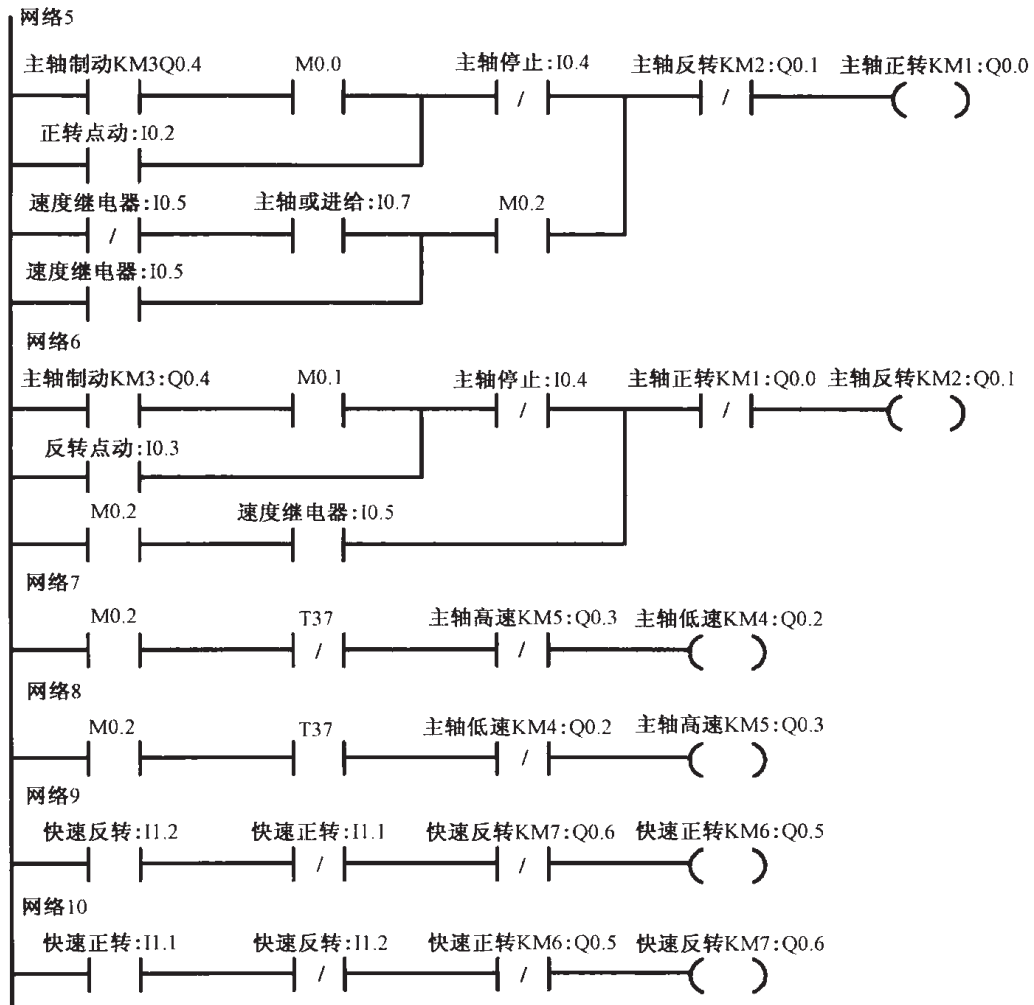 网络5
主轴制动KM3Q0.4 M0.0 主轴停止:I0.4 主轴反转KM2:Q0.1 主轴正转KM1:Q0.0
正转点动:I0.2
速度继电器:I0.5 主轴或进给:I0.7 M0.2
速度继电器:I0.5
网络6
主轴制动KM3:Q0.4 M0.1 主轴停止:I0.4 主轴正转KM1:Q0.0 主轴反转KM2:Q0.1
反转点动:I0.3
M0.2 速度继电器:I0.5
网络7
M0.2 T37 主轴高速KM5:Q0.3 主轴低速KM4:Q0.2
网络8
M0.2 T37 主轴低速KM4:Q0.2 主轴高速KM5:Q0.3
网络9
快速反转:I1.2 快速正转:I1.1 快速反转KM7:Q0.6 快速正转KM6:Q0.5
网络10
快速正转:I1.1 快速反转:I1.2 快速正转KM6:Q0.5 快速反转KM7:Q0.6